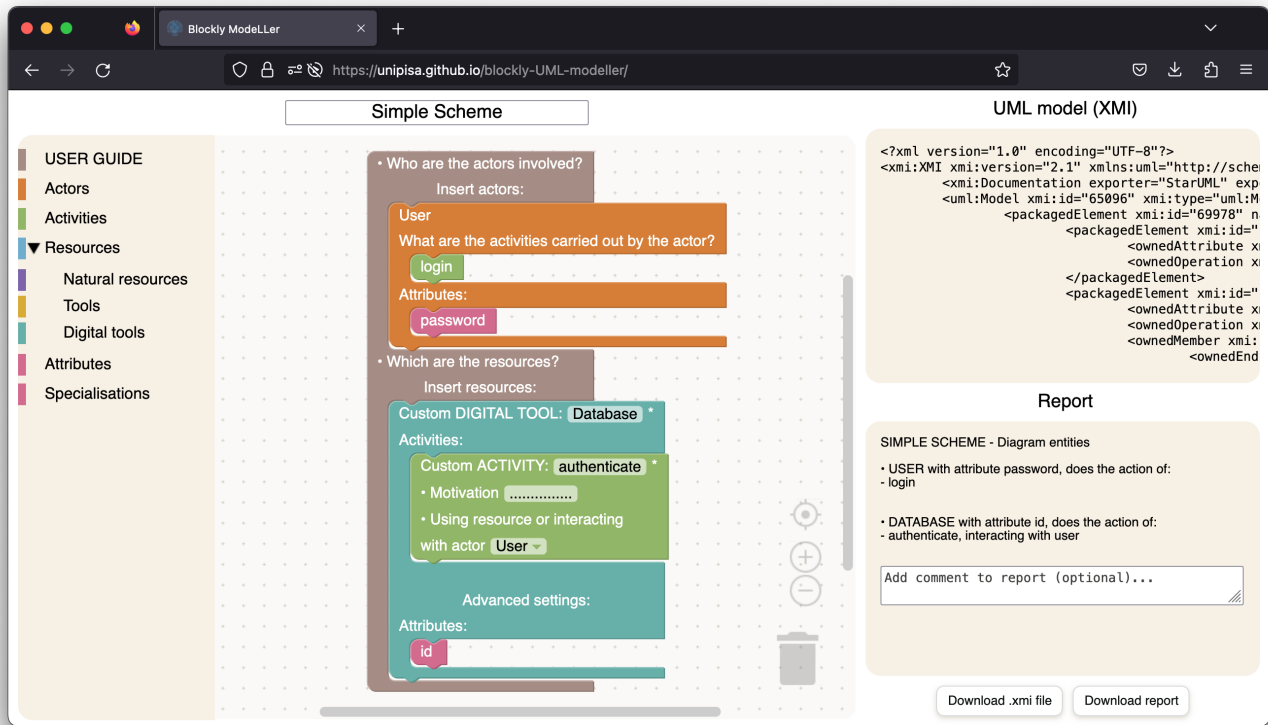 Blockly ModeLLer
https://unipisa.github.io/blockly-UML-modeller/
Simple Scheme
USER GUIDE
Actors
Activities
Resources
Natural resources
Tools
Digital tools
Attributes
Specialisations
• Who are the actors involved?
Insert actors:
User
What are the activities carried out by the actor?
login
Attributes:
password
• Which are the resources?
Insert resources:
Custom DIGITAL TOOL: Database *
Activities:
Custom ACTIVITY: authenticate *
• Motivation ...............
• Using resource or interacting
with actor User
Advanced settings:
Attributes:
id
UML model (XMI)
<?xml version="1.0" encoding="UTF-8"?>
<xmi:XMI xmi:version="2.1" xmlns:uml="http://sche
<xmi:Documentation exporter="StarUML" exp
<uml:Model xmi:id="65096" xmi:type="uml:M
<packagedElement xmi:id="69978" n
<packagedElement xmi:id="
<ownedAttribute x
<ownedOperation x
</packagedElement>
<packagedElement xmi:id="
<ownedAttribute x
<ownedOperation x
<ownedMember xmi:
<ownedEnd
Report
SIMPLE SCHEME - Diagram entities
• USER with attribute password, does the action of:
- login
• DATABASE with attribute id, does the action of:
- authenticate, interacting with user
Add comment to report (optional)...
Download .xmi file
Download report